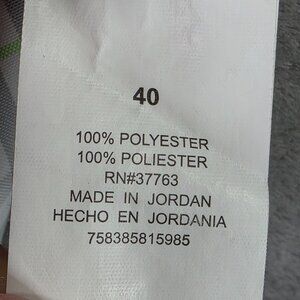 40
100% POLYESTER
100% POLIESTER
RN#37763
MADE IN JORDAN
HECHO EN JORDANIA
758385815985